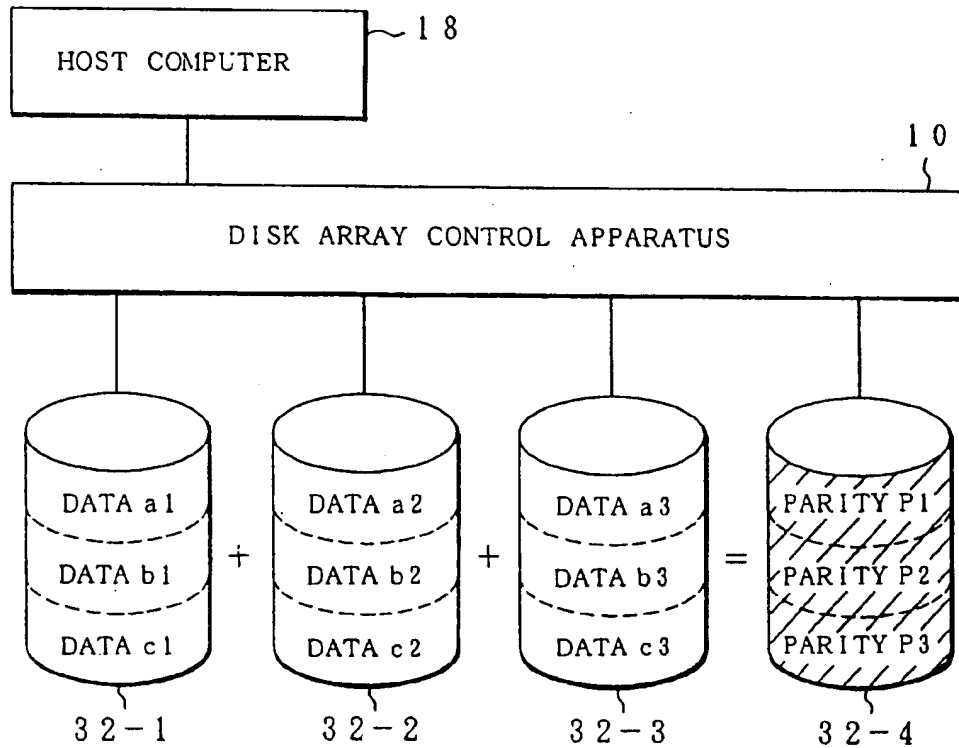 18
HOST COMPUTER
10
DISK ARRAY CONTROL APPARATUS
DATA a1 DATA a2 DATA a3 PARITY P1
+ + =
DATA b1 DATA b2 DATA b3 PARITY P2
DATA c1 DATA c2 DATA c3 PARITY P3
32-1 32-2 32-3 32-4